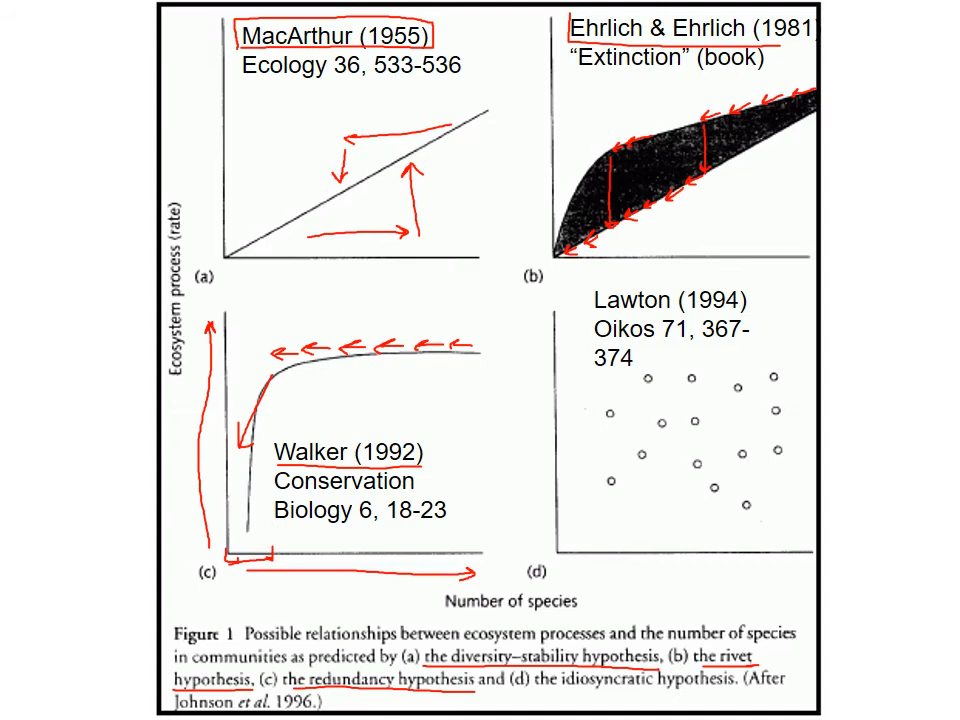 MacArthur (1955)
Ecology 36, 533-536
Ehrlich & Ehrlich (1981)
“Extinction” (book)
Ecosystem process (rate)
(a)
(b)
Lawton (1994)
Oikos 71, 367-
374
Walker (1992)
Conservation
Biology 6, 18-23
(c)
(d)
Number of species
Figure 1 Possible relationships between ecosystem processes and the number of species
in communities as predicted by (a) the diversity–stability hypothesis, (b) the rivet
hypothesis, (c) the redundancy hypothesis and (d) the idiosyncratic hypothesis. (After
Johnson et al. 1996.)